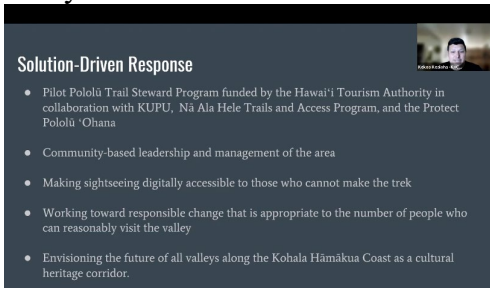 Solution-Driven Response
● Pilot Pololū Trail Steward Program funded by the Hawaiʻi Tourism Authority in
collaboration with KUPU, Nā Ala Hele Trails and Access Program, and the Protect
Pololū ʻOhana
● Community-based leadership and management of the area
● Making sightseeing digitally accessible to those who cannot make the trek
● Working toward responsible change that is appropriate to the number of people who
can reasonably visit the valley
● Envisioning the future of all valleys along the Kohala Hāmākua Coast as a cultural
heritage corridor.